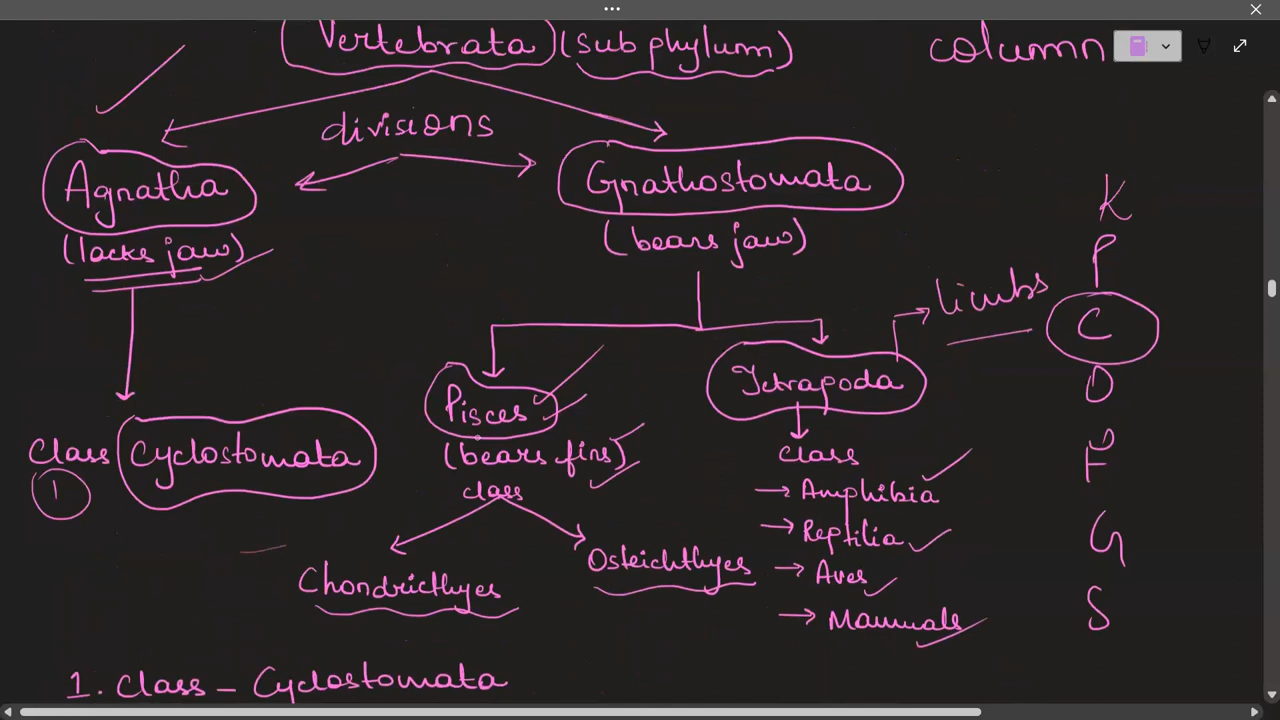 Vertebrata (sub phylum)
column
divisions
Agnatha
Gnathostomata
(lacks jaw)
(bears jaw)
K
P
C
O
F
G
S
limbs
Pisces
Tetrapoda
(bears fins)
class
class
Class Cyclostomata
1
→ Amphibia
→ Reptilia
→ Aves
→ Mammals
Chondricthyes
Osteichthyes
1. Class - Cyclostomata